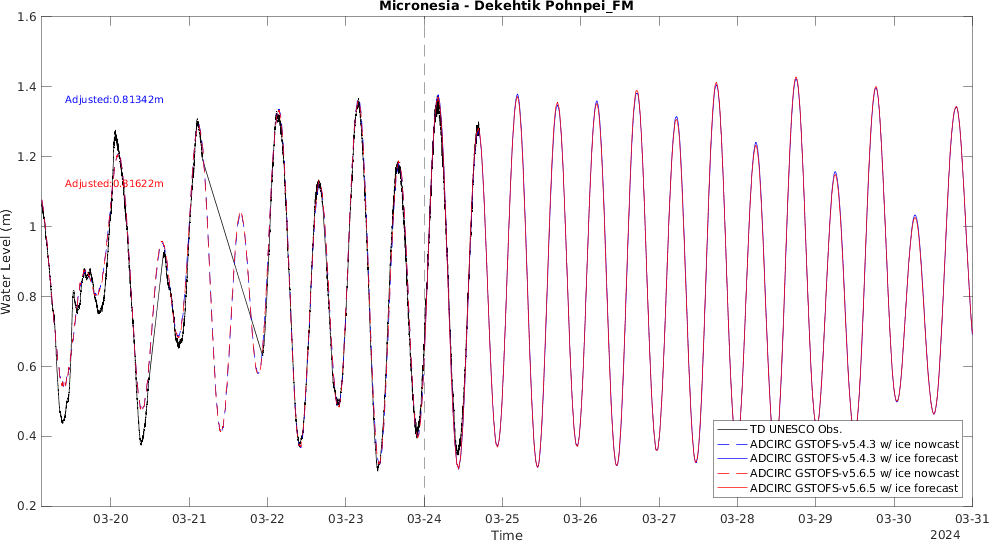 Micronesia - Dekehtik Pohnpei_FM
1.6
1.4
1.2
1
0.8
0.6
0.4
0.2
Water Level (m)
Adjusted:0.81342m
Adjusted:0.81622m
TD UNESCO Obs.
ADCIRC GSTOFS-v5.4.3 w/ ice nowcast
ADCIRC GSTOFS-v5.4.3 w/ ice forecast
ADCIRC GSTOFS-v5.6.5 w/ ice nowcast
ADCIRC GSTOFS-v5.6.5 w/ ice forecast
03-20 03-21 03-22 03-23 03-24 03-25 03-26 03-27 03-28 03-29 03-30 03-31
Time
2024